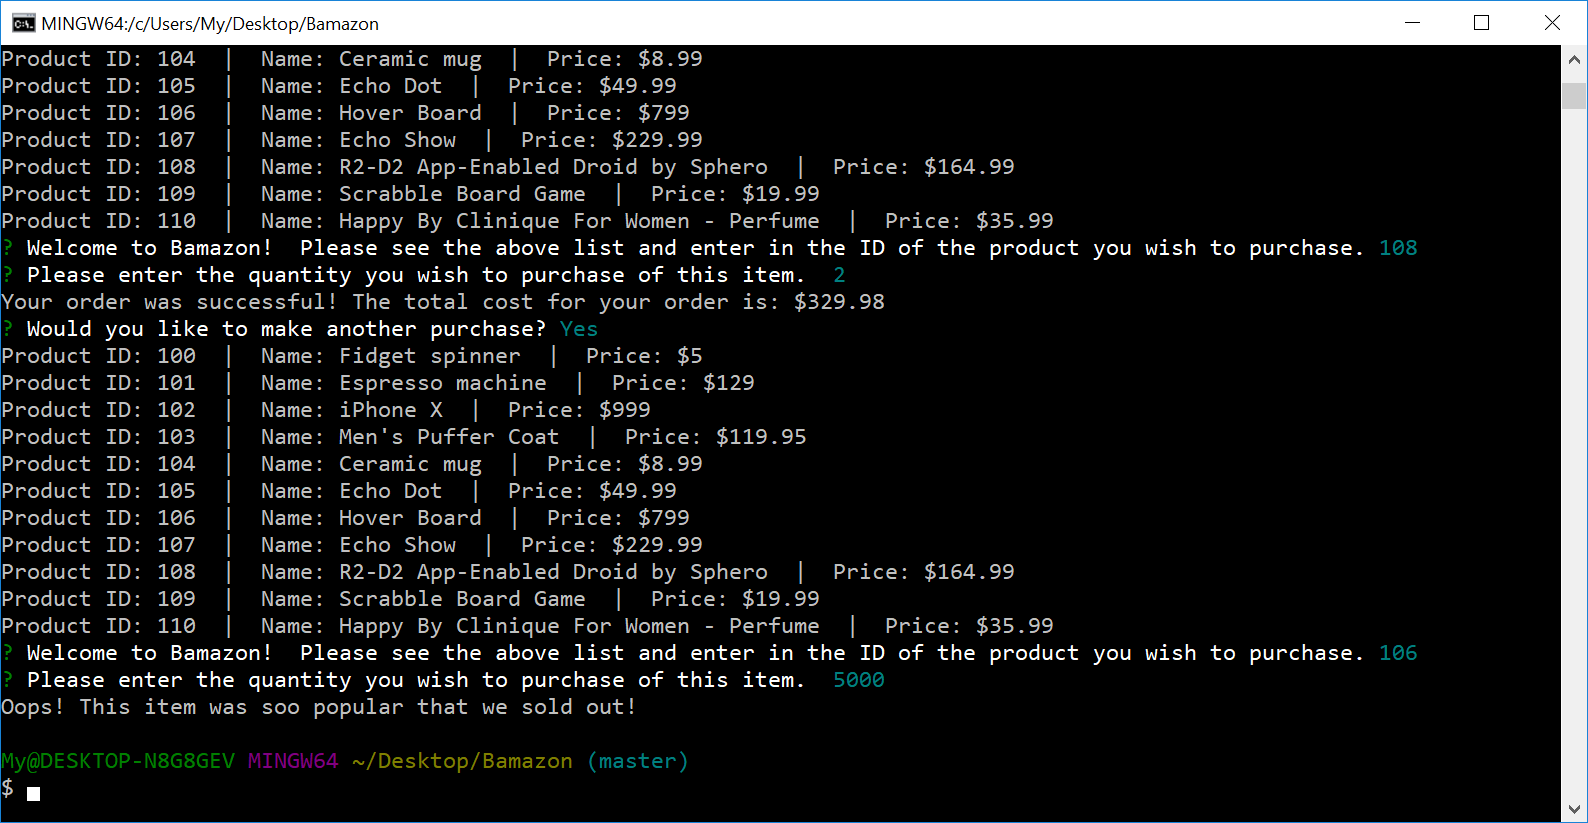 MINGW64:/c/Users/My/Desktop/Bamazon
Product ID: 104  |  Name: Ceramic mug  |  Price: $8.99
Product ID: 105  |  Name: Echo Dot  |  Price: $49.99
Product ID: 106  |  Name: Hover Board  |  Price: $799
Product ID: 107  |  Name: Echo Show  |  Price: $229.99
Product ID: 108  |  Name: R2-D2 App-Enabled Droid by Sphero  |  Price: $164.99
Product ID: 109  |  Name: Scrabble Board Game  |  Price: $19.99
Product ID: 110  |  Name: Happy By Clinique For Women - Perfume  |  Price: $35.99
? Welcome to Bamazon!  Please see the above list and enter in the ID of the product you wish to purchase. 108
? Please enter the quantity you wish to purchase of this item.  2
Your order was successful! The total cost for your order is: $329.98
? Would you like to make another purchase? Yes
Product ID: 100  |  Name: Fidget spinner  |  Price: $5
Product ID: 101  |  Name: Espresso machine  |  Price: $129
Product ID: 102  |  Name: iPhone X  |  Price: $999
Product ID: 103  |  Name: Men's Puffer Coat  |  Price: $119.95
Product ID: 104  |  Name: Ceramic mug  |  Price: $8.99
Product ID: 105  |  Name: Echo Dot  |  Price: $49.99
Product ID: 106  |  Name: Hover Board  |  Price: $799
Product ID: 107  |  Name: Echo Show  |  Price: $229.99
Product ID: 108  |  Name: R2-D2 App-Enabled Droid by Sphero  |  Price: $164.99
Product ID: 109  |  Name: Scrabble Board Game  |  Price: $19.99
Product ID: 110  |  Name: Happy By Clinique For Women - Perfume  |  Price: $35.99
? Welcome to Bamazon!  Please see the above list and enter in the ID of the product you wish to purchase. 106
? Please enter the quantity you wish to purchase of this item.  5000
Oops! This item was soo popular that we sold out!
My@DESKTOP-N8G8GEV MINGW64 ~/Desktop/Bamazon (master)
$